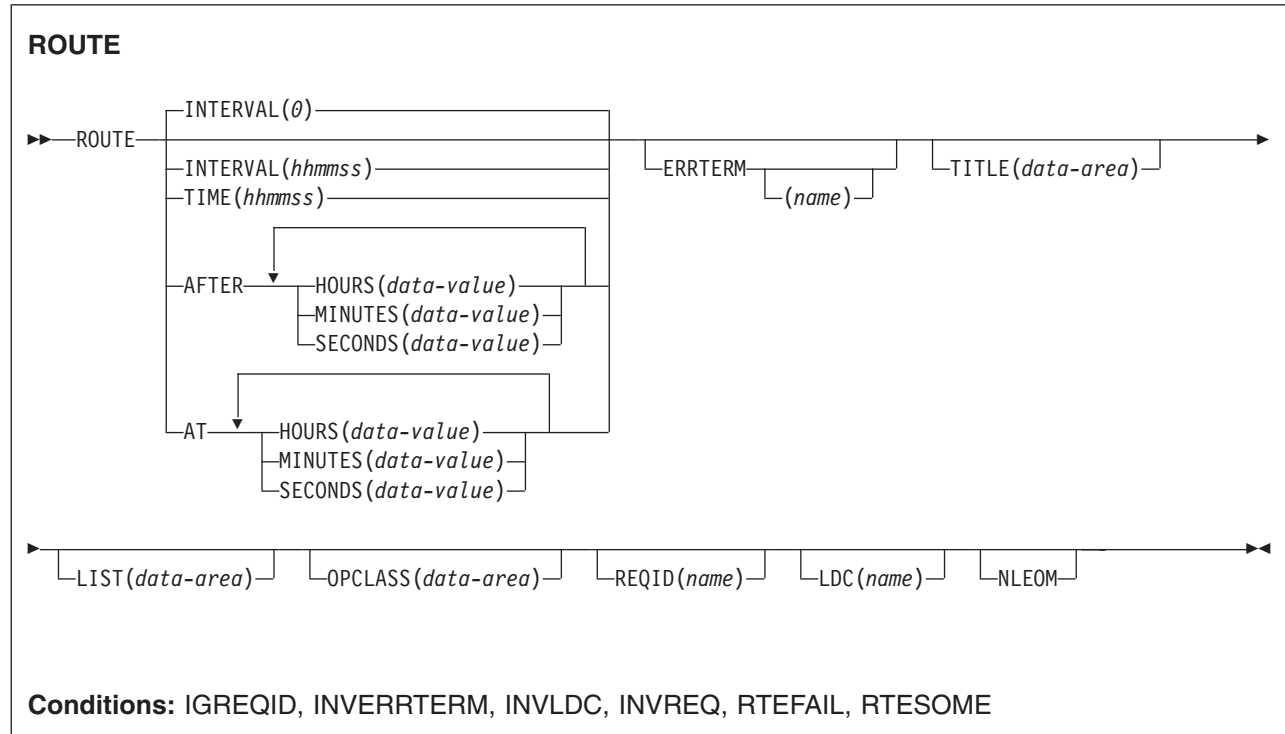 ROUTE
INTERVAL(0)
ROUTE
INTERVAL(hhmmss)
TIME(hhmmss)
AFTER HOURS(data-value)
MINUTES(data-value)
SECONDS(data-value)
AT HOURS(data-value)
MINUTES(data-value)
SECONDS(data-value)
ERRTERM
(name)
TITLE(data-area)
LIST(data-area) OPCLASS(data-area) REQID(name) LDC(name) NLEOM
Conditions: IGREQID, INVERRTERM, INVLDC, INVREQ, RTEFAIL, RTESOME